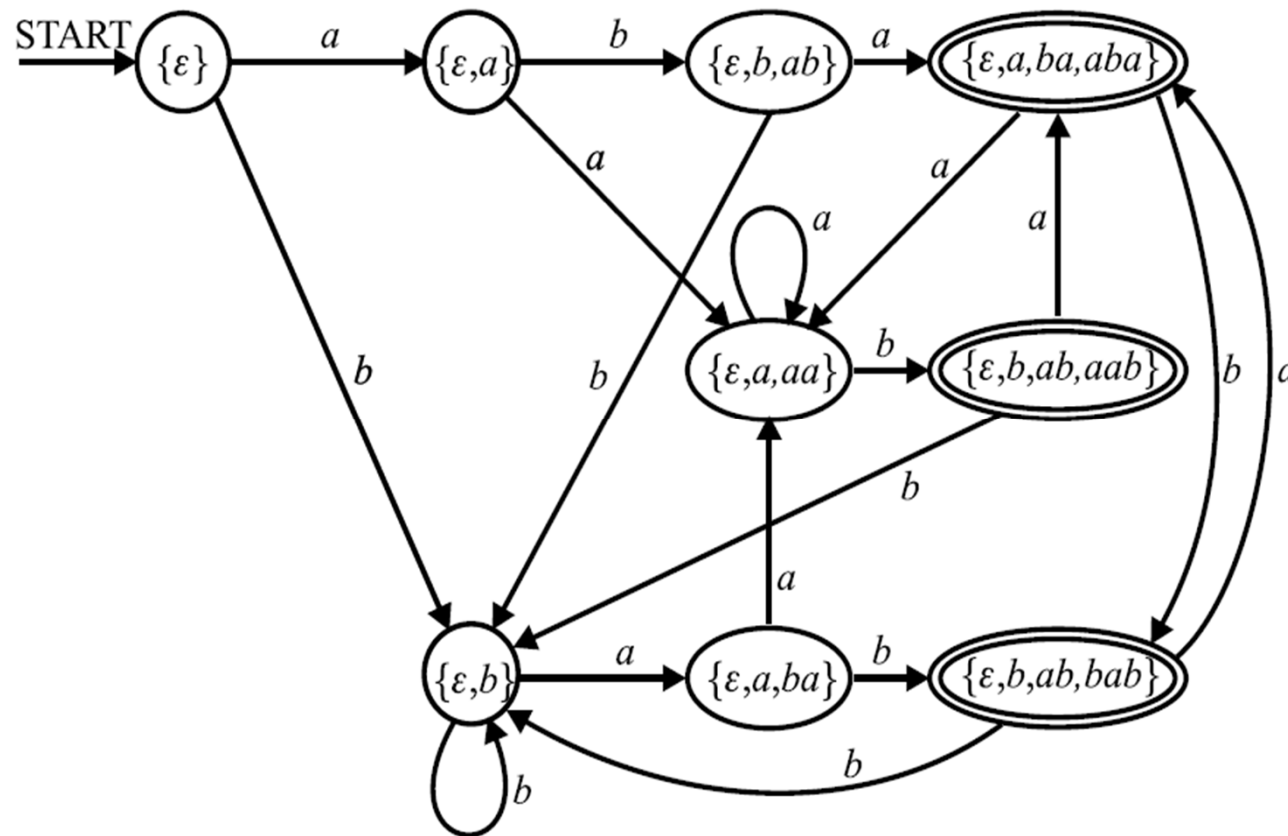 START
{ε}
a
{ε,a}
b
{ε,b,ab}
a
{ε,a,ba,aba}
a
a
a
a
b
b
{ε,a,aa}
b
{ε,b,ab,aab}
b
a
b
a
{ε,b}
a
{ε,a,ba}
b
{ε,b,ab,bab}
b
b